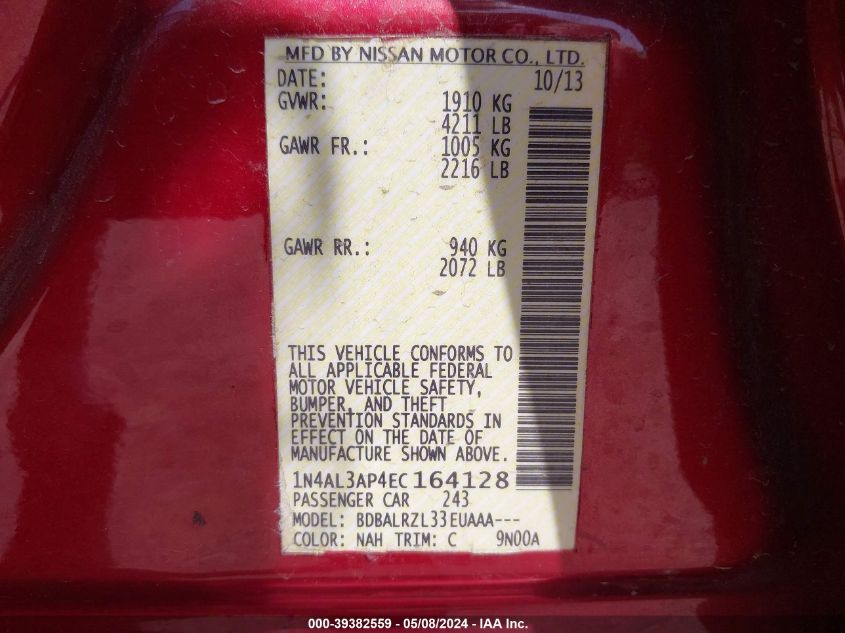 MFD BY NISSAN MOTOR CO., LTD.
DATE: 10/13
GVWR: 1910 KG
4211 LB
GAWR FR.: 1005 KG
2216 LB
GAWR RR.: 940 KG
2072 LB
THIS VEHICLE CONFORMS TO
ALL APPLICABLE FEDERAL
MOTOR VEHICLE SAFETY,
BUMPER, AND THEFT
PREVENTION STANDARDS IN
EFFECT ON THE DATE OF
MANUFACTURE SHOWN ABOVE.
1N4AL3AP4EC164128
PASSENGER CAR 243
MODEL: BDBALRZL33EUAAA---
COLOR: NAH TRIM: C 9N00A
000-39382559 - 05/08/2024 - IAA Inc.